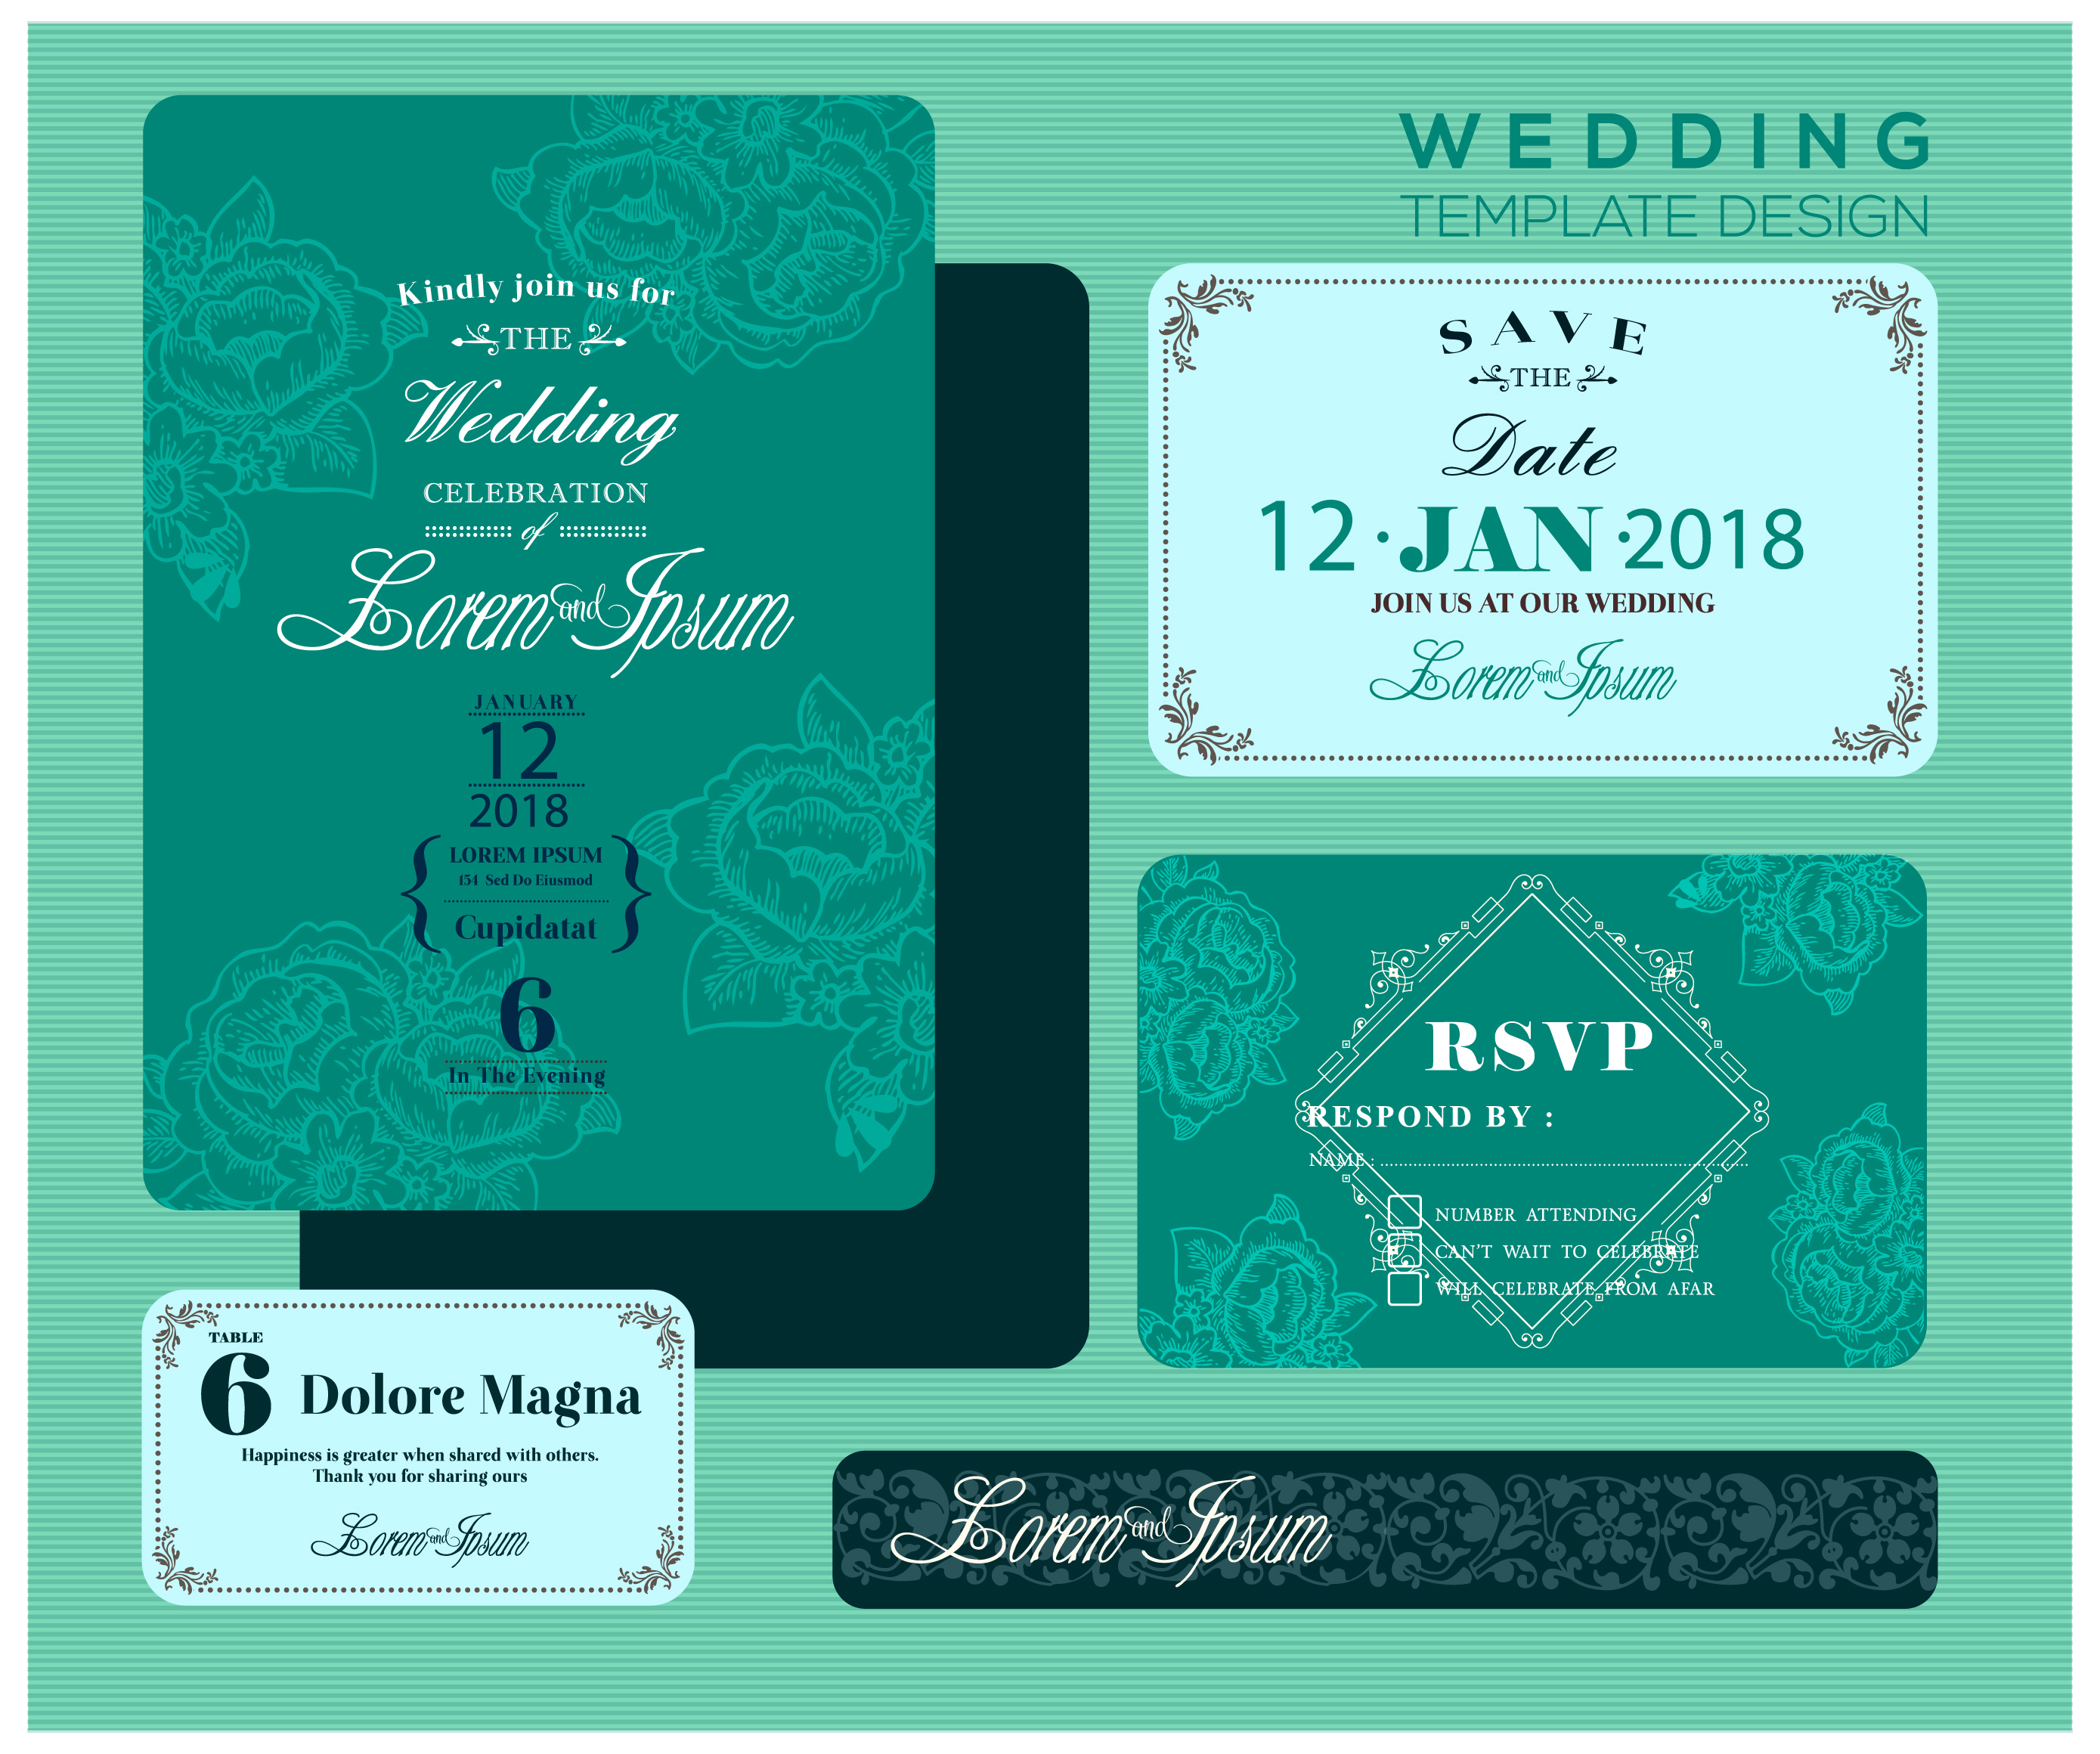 WEDDING
TEMPLATE DESIGN
Kindly join us for
THE
Wedding
CELEBRATION
of
Lorem and Ipsum
JANUARY
12
2018
LOREM IPSUM
154 Sed Do Eiusmod
Cupidatat
6
In The Evening
SAVE
THE
Date
12 · JAN · 2018
JOIN US AT OUR WEDDING
Lorem and Ipsum
RSVP
RESPOND BY :
NAME :
NUMBER ATTENDING
CAN'T WAIT TO CELEBRATE
WILL CELEBRATE FROM AFAR
TABLE
6 Dolore Magna
Happiness is greater when shared with others.
Thank you for sharing ours
Lorem and Ipsum
Lorem and Ipsum